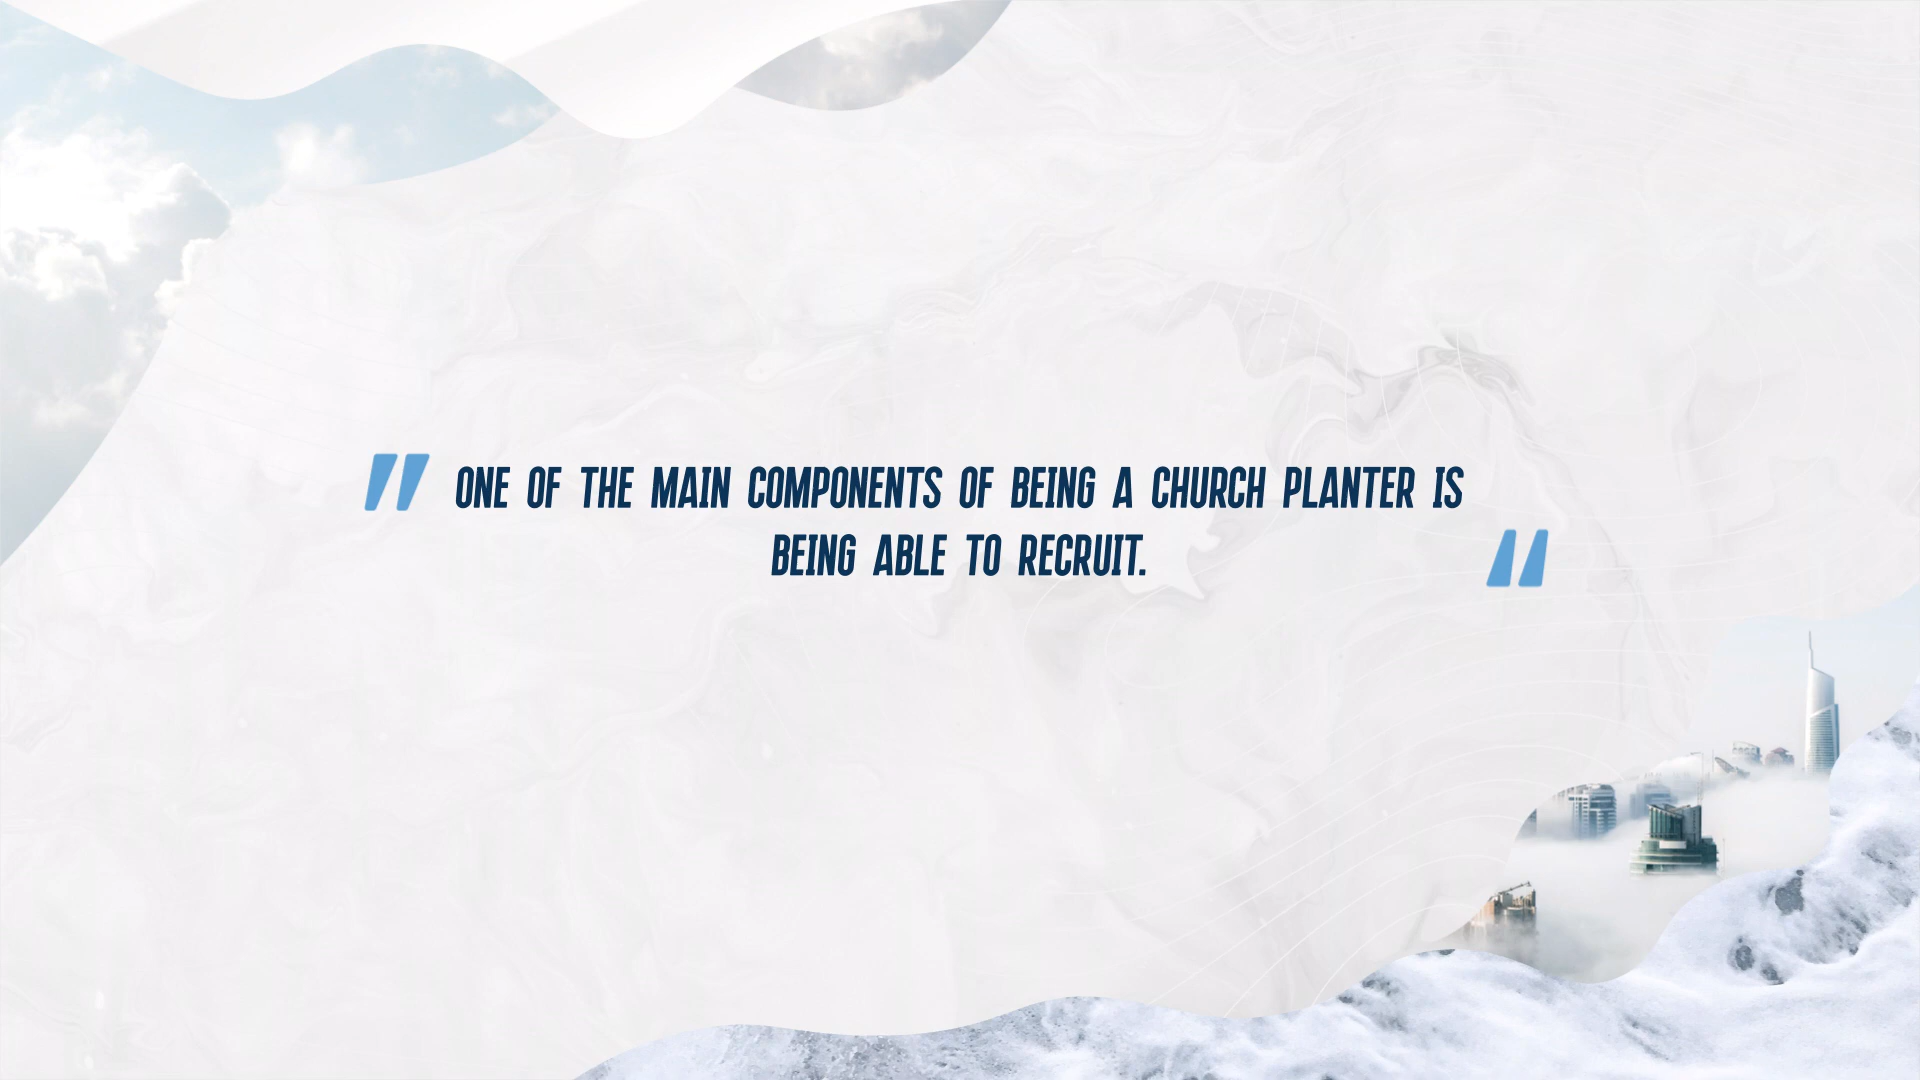 "ONE OF THE MAIN COMPONENTS OF BEING A CHURCH PLANTER IS
BEING ABLE TO RECRUIT."